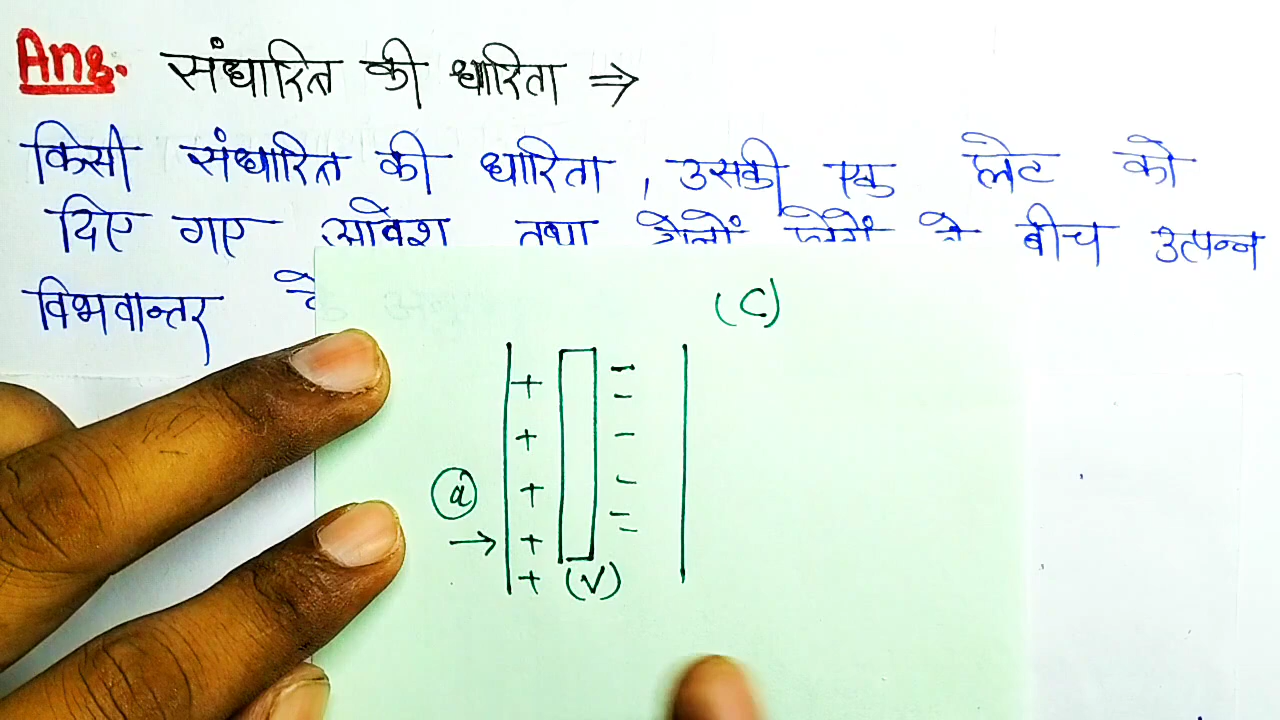 Ans. संधारित्र की धारिता ⇒
किसी संधारित्र की धारिता, उसकी एक प्लेट को
दिए गए आवेश तथा दोनों प्लेटों के बीच उत्पन्न
विभवान्तर के
(C)
+ −
−
+ −
a
+ −
−
→ + −
+ (V)